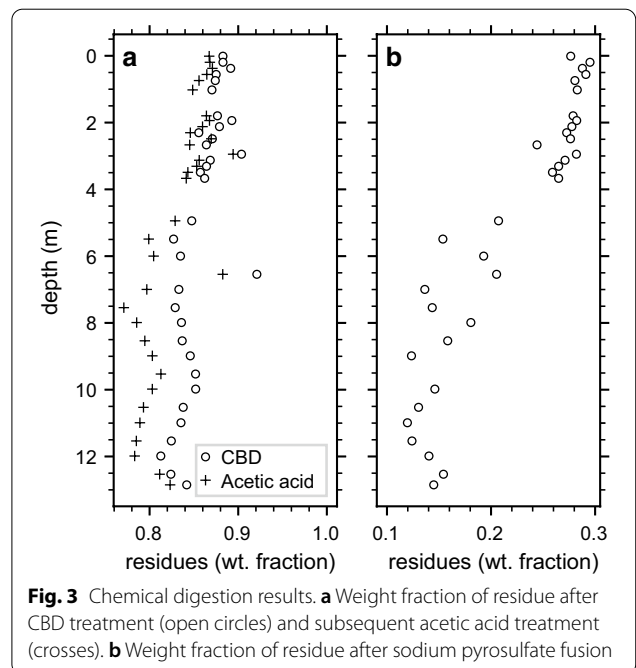 a
b
0
2
4
6
8
10
12
depth (m)
CBD
Acetic acid
0.8 0.9 1.0
0.1 0.2 0.3
residues (wt. fraction)
residues (wt. fraction)
Fig. 3 Chemical digestion results. a Weight fraction of residue after
CBD treatment (open circles) and subsequent acetic acid treatment
(crosses). b Weight fraction of residue after sodium pyrosulfate fusion